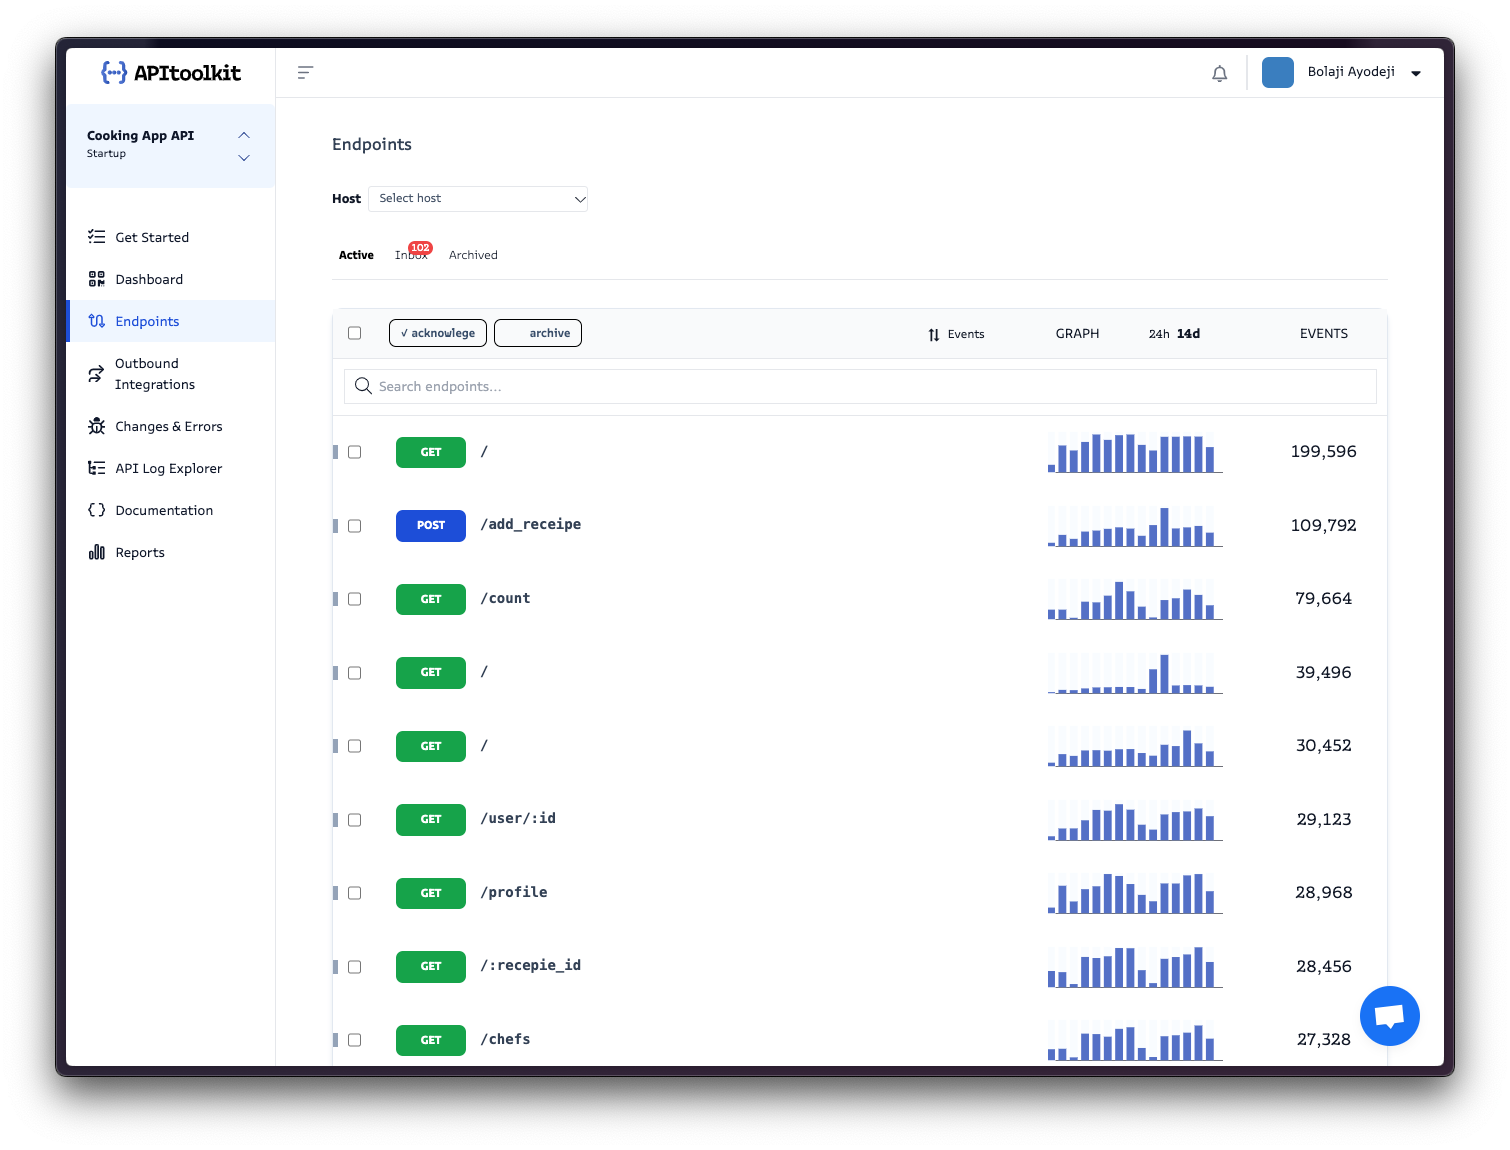 APItoolkit
Bolaji Ayodeji
Cooking App API
Startup
Get Started
Dashboard
Endpoints
Outbound
Integrations
Changes & Errors
API Log Explorer
Documentation
Reports
Endpoints
Host Select host
Active Inbox 102 Archived
✓ acknowlege archive Events GRAPH 24h 14d EVENTS
Search endpoints...
GET / 199,596
POST /add_receipe 109,792
GET /count 79,664
GET / 39,496
GET / 30,452
GET /user/:id 29,123
GET /profile 28,968
GET /:recepie_id 28,456
GET /chefs 27,328